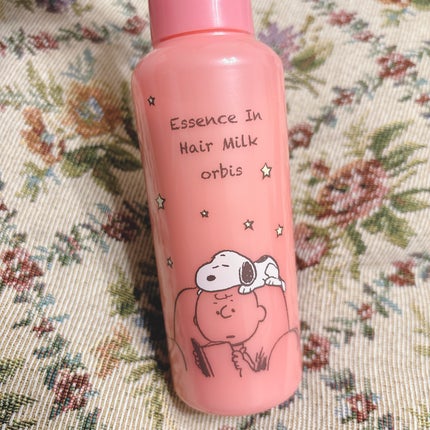 Essence In
Hair Milk
orbis